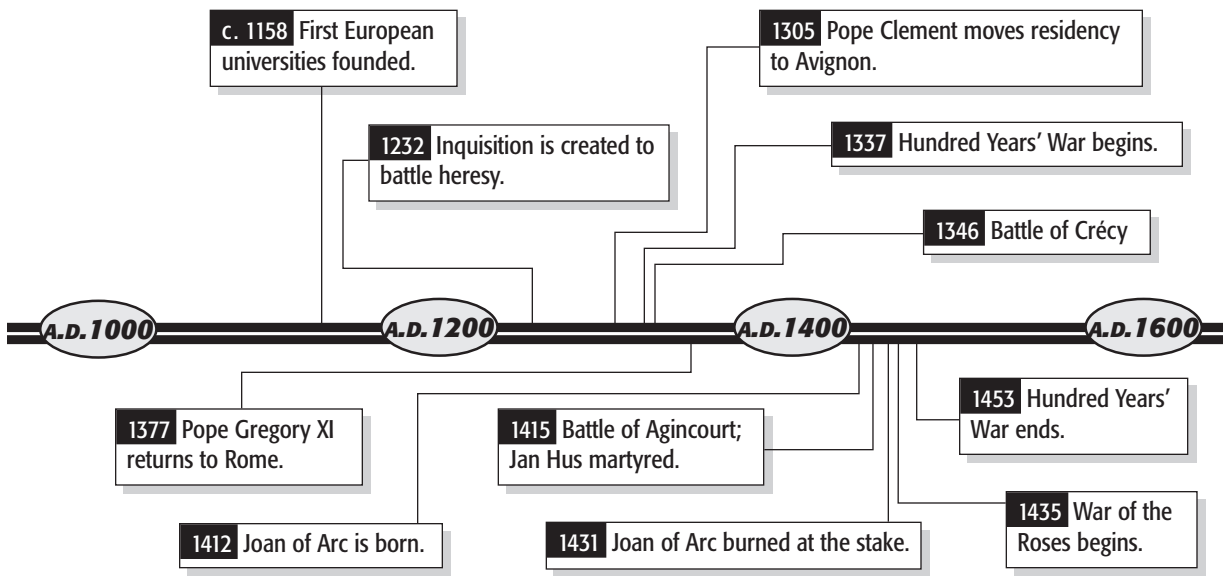 c. 1158 First European
universities founded.
1305 Pope Clement moves residency
to Avignon.
1232 Inquisition is created to
battle heresy.
1337 Hundred Years' War begins.
1346 Battle of Crécy
A.D. 1000
A.D. 1200
A.D. 1400
A.D. 1600
1377 Pope Gregory XI
returns to Rome.
1415 Battle of Agincourt;
Jan Hus martyred.
1453 Hundred Years'
War ends.
1412 Joan of Arc is born.
1431 Joan of Arc burned at the stake.
1435 War of the
Roses begins.